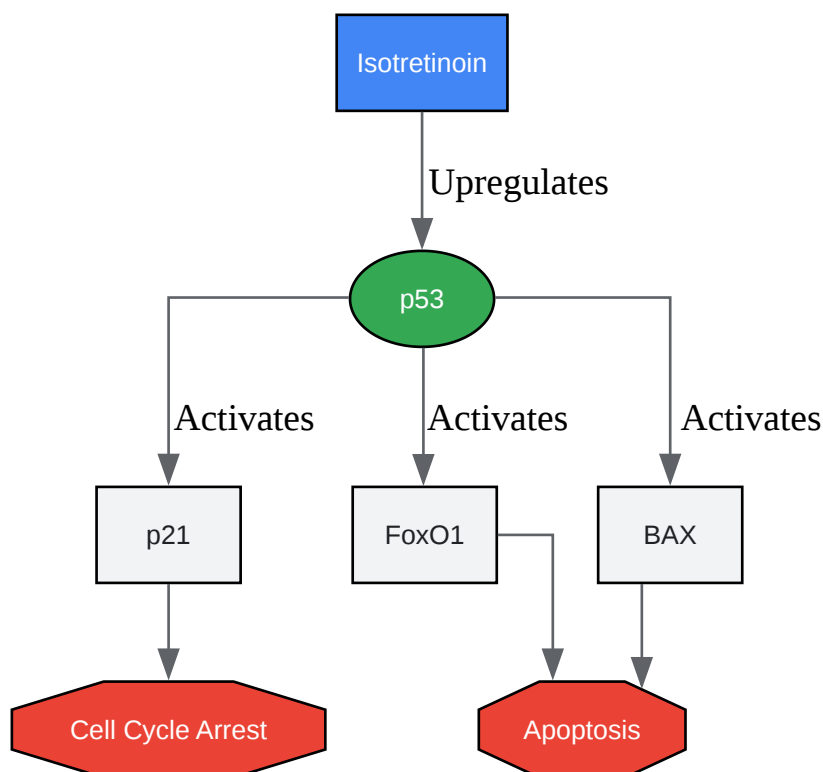 Isotretinoin
Upregulates
p53
Activates
Activates
Activates
p21
FoxO1
BAX
Cell Cycle Arrest
Apoptosis